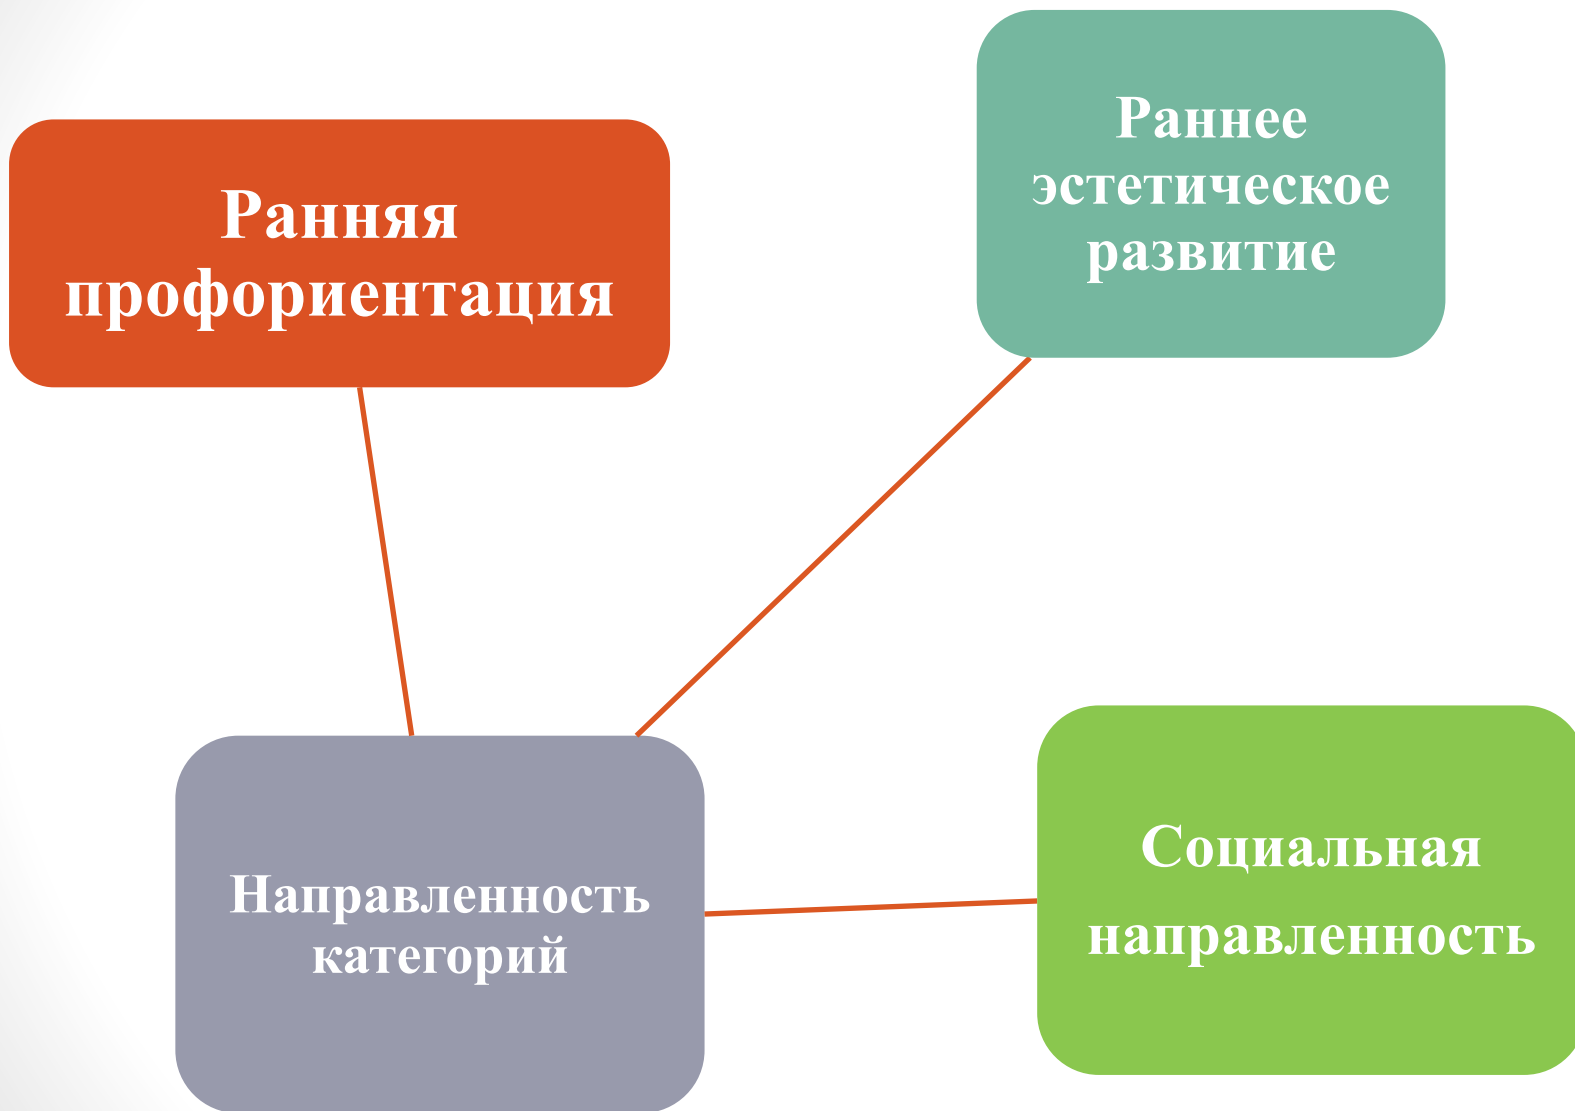 Ранняя
профориентация
Раннее
эстетическое
развитие
Направленность
категорий
Социальная
направленность